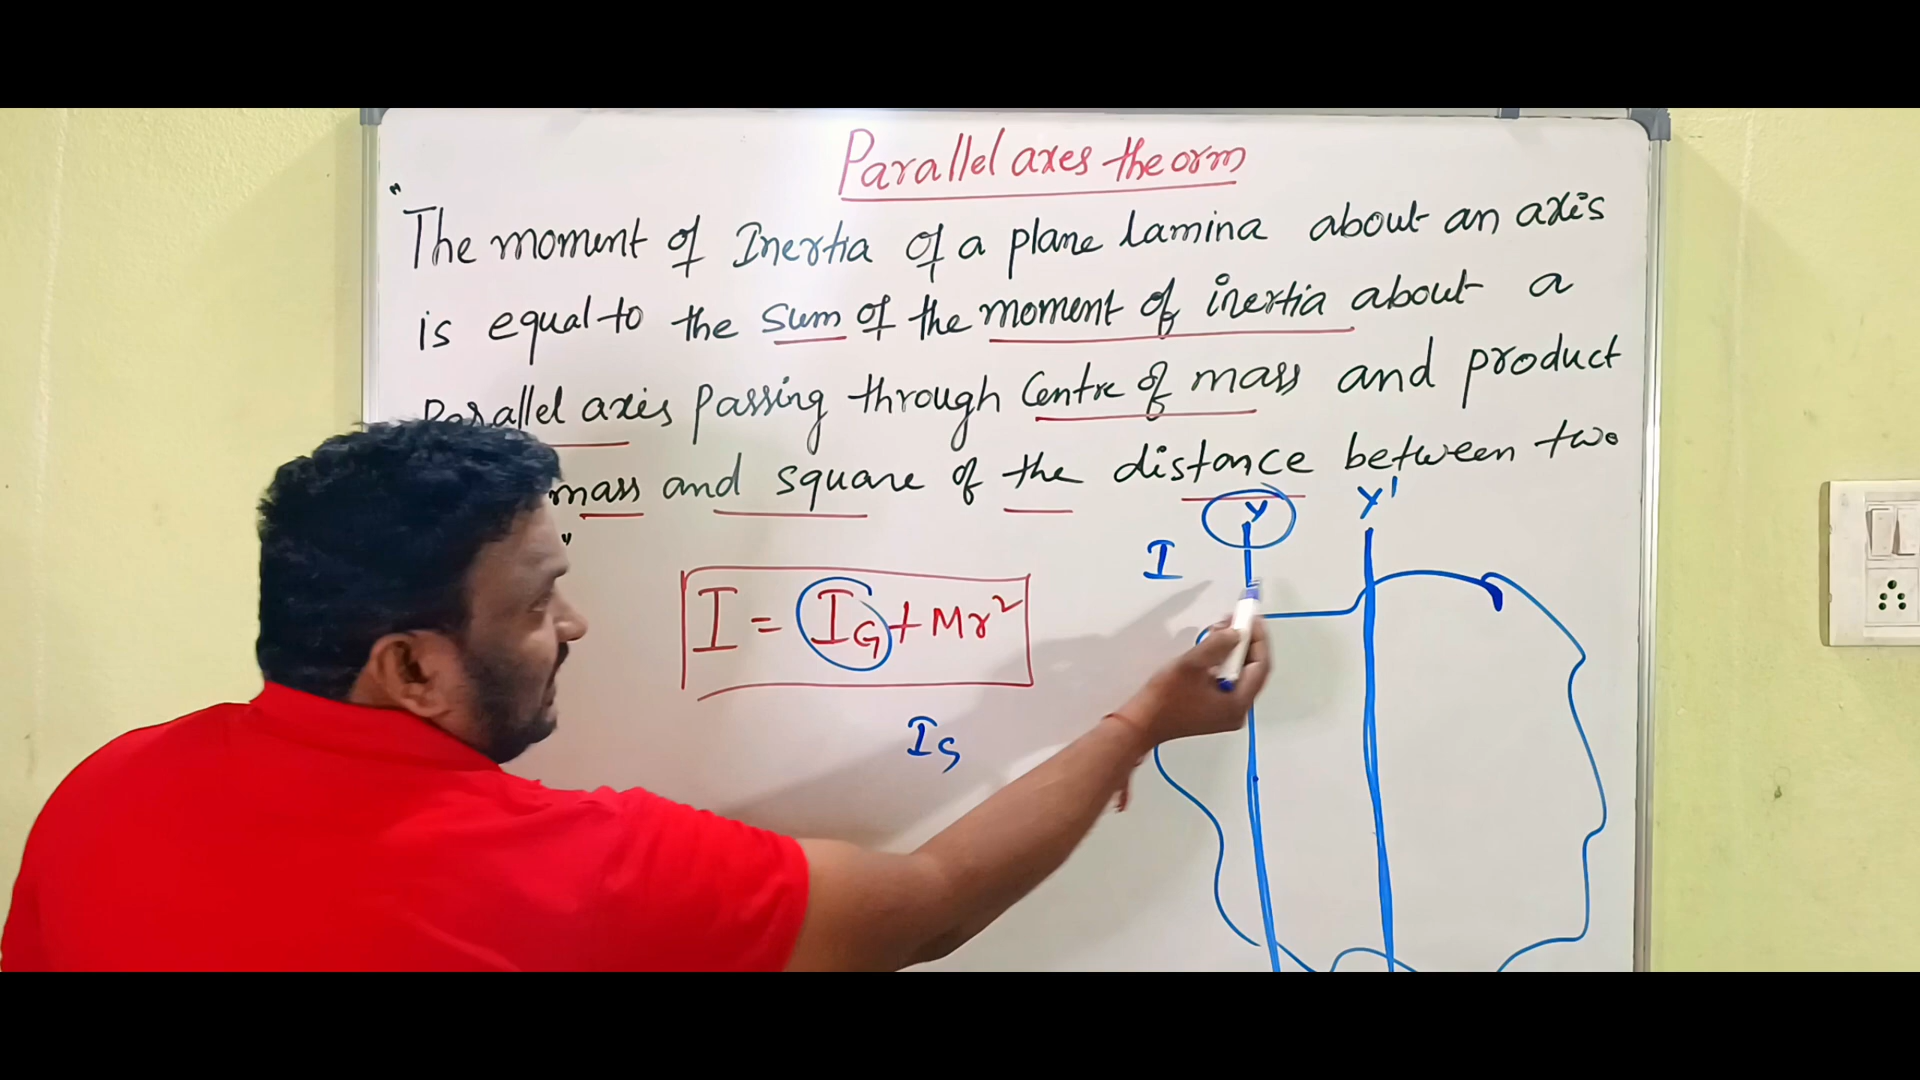 Parallel axes theorm
"The moment of Inertia of a plane lamina about an axis
is equal to the sum of the moment of inertia about a
Parallel axis passing through Centre of mass and product
mass and square of the distance between two
"
Y Y'
I
I = IG + Mr²
IG